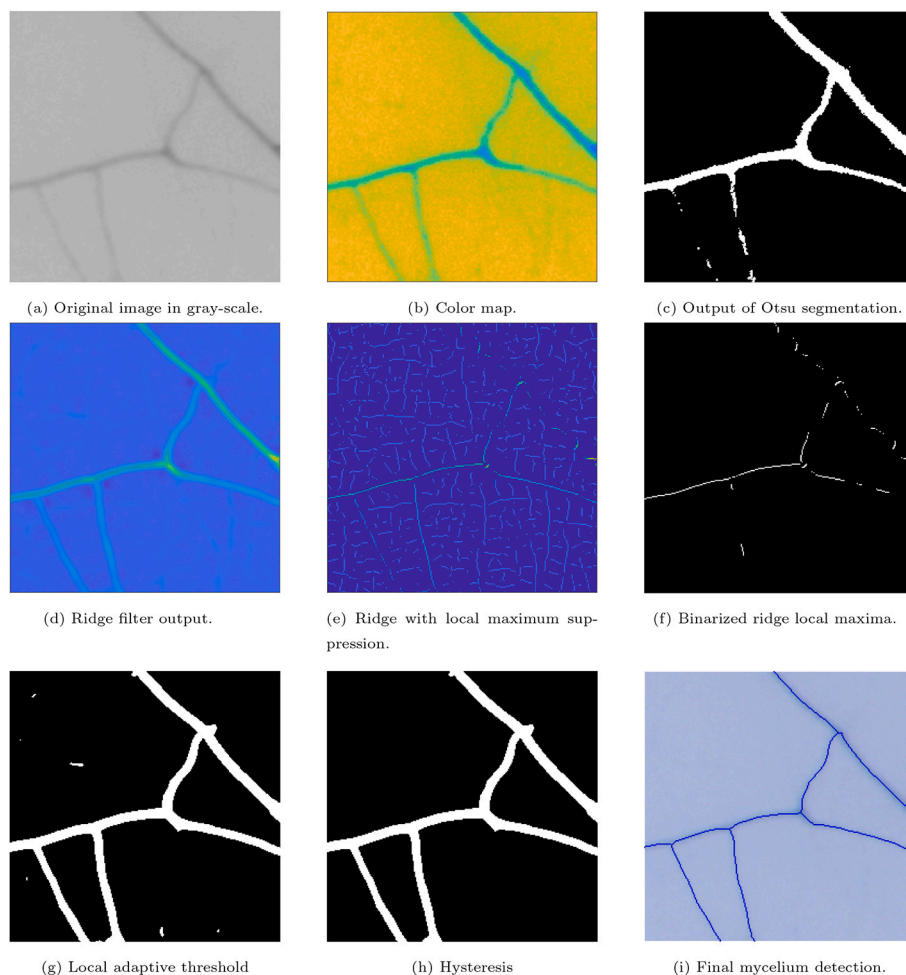 (a) Original image in gray-scale.
(b) Color map.
(c) Output of Otsu segmentation.
(d) Ridge filter output.
(e) Ridge with local maximum sup-
pression.
(f) Binarized ridge local maxima.
(g) Local adaptive threshold
(h) Hysteresis
(i) Final mycelium detection.